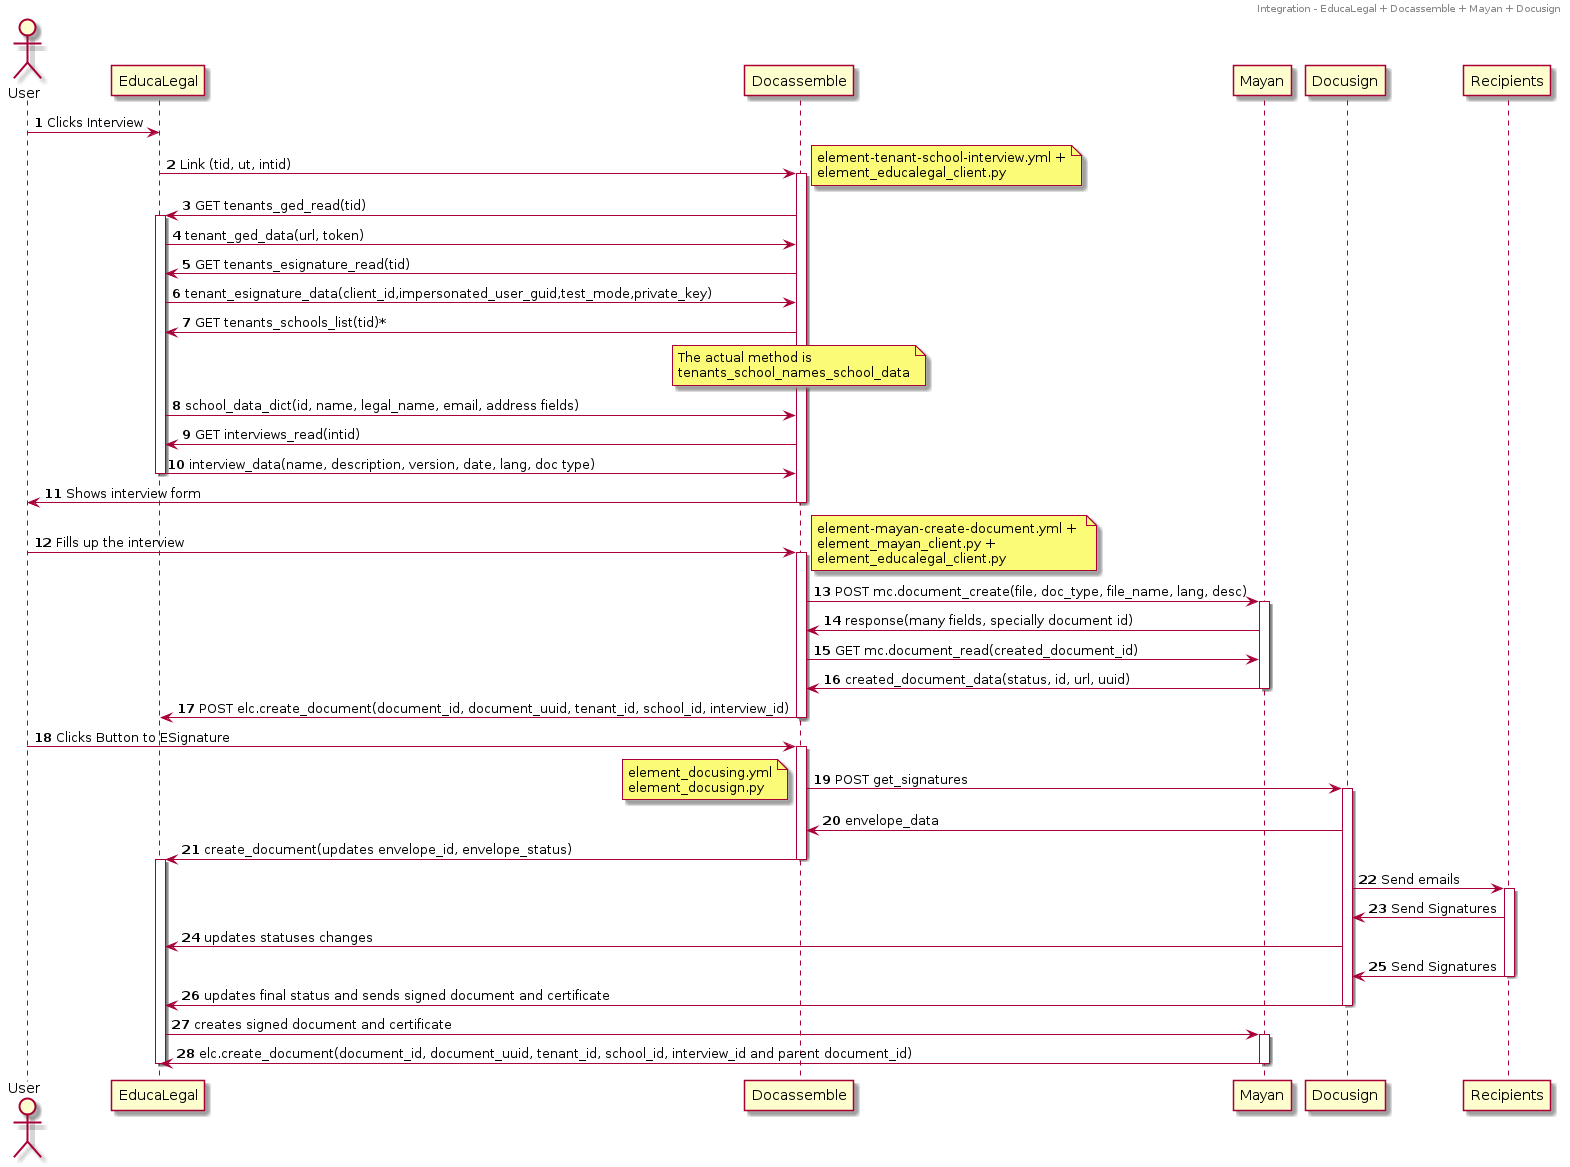 Integration - EducaLegal + Docassemble + Mayan + Docusign
User
EducaLegal
Docassemble
Mayan
Docusign
Recipients
1 Clicks Interview
2 Link (tid, ut, intid)
element-tenant-school-interview.yml +
element_educalegal_client.py
3 GET tenants_ged_read(tid)
4 tenant_ged_data(url, token)
5 GET tenants_esignature_read(tid)
6 tenant_esignature_data(client_id,impersonated_user_guid,test_mode,private_key)
7 GET tenants_schools_list(tid)*
The actual method is
tenants_school_names_school_data
8 school_data_dict(id, name, legal_name, email, address fields)
9 GET interviews_read(intid)
10 interview_data(name, description, version, date, lang, doc type)
11 Shows interview form
element-mayan-create-document.yml +
element_mayan_client.py +
element_educalegal_client.py
12 Fills up the interview
13 POST mc.document_create(file, doc_type, file_name, lang, desc)
14 response(many fields, specially document id)
15 GET mc.document_read(created_document_id)
16 created_document_data(status, id, url, uuid)
17 POST elc.create_document(document_id, document_uuid, tenant_id, school_id, interview_id)
18 Clicks Button to ESignature
element_docusing.yml
element_docusign.py
19 POST get_signatures
20 envelope_data
21 create_document(updates envelope_id, envelope_status)
22 Send emails
23 Send Signatures
24 updates statuses changes
25 Send Signatures
26 updates final status and sends signed document and certificate
27 creates signed document and certificate
28 elc.create_document(document_id, document_uuid, tenant_id, school_id, interview_id and parent document_id)
User
EducaLegal
Docassemble
Mayan
Docusign
Recipients